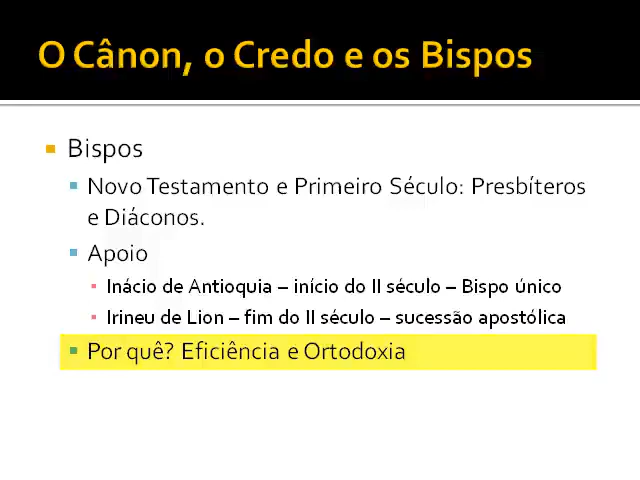 O Cânon, o Credo e os Bispos
Bispos
Novo Testamento e Primeiro Século: Presbíteros
e Diáconos.
Apoio
Inácio de Antioquia – início do II século – Bispo único
Irineu de Lion – fim do II século – sucessão apostólica
Por quê? Eficiência e Ortodoxia